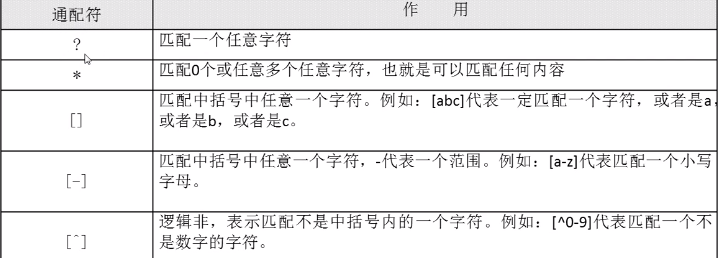 通配符
作 用
?
匹配一个任意字符
*
匹配0个或任意多个任意字符，也就是可以匹配任何内容
[]
匹配中括号中任意一个字符。例如：[abc]代表一定匹配一个字符，或者是a，
或者是b，或者是c。
[-]
匹配中括号中任意一个字符，-代表一个范围。例如：[a-z]代表匹配一个小写
字母。
[^]
逻辑非，表示匹配不是中括号内的一个字符。例如：[^0-9]代表匹配一个不
是数字的字符。